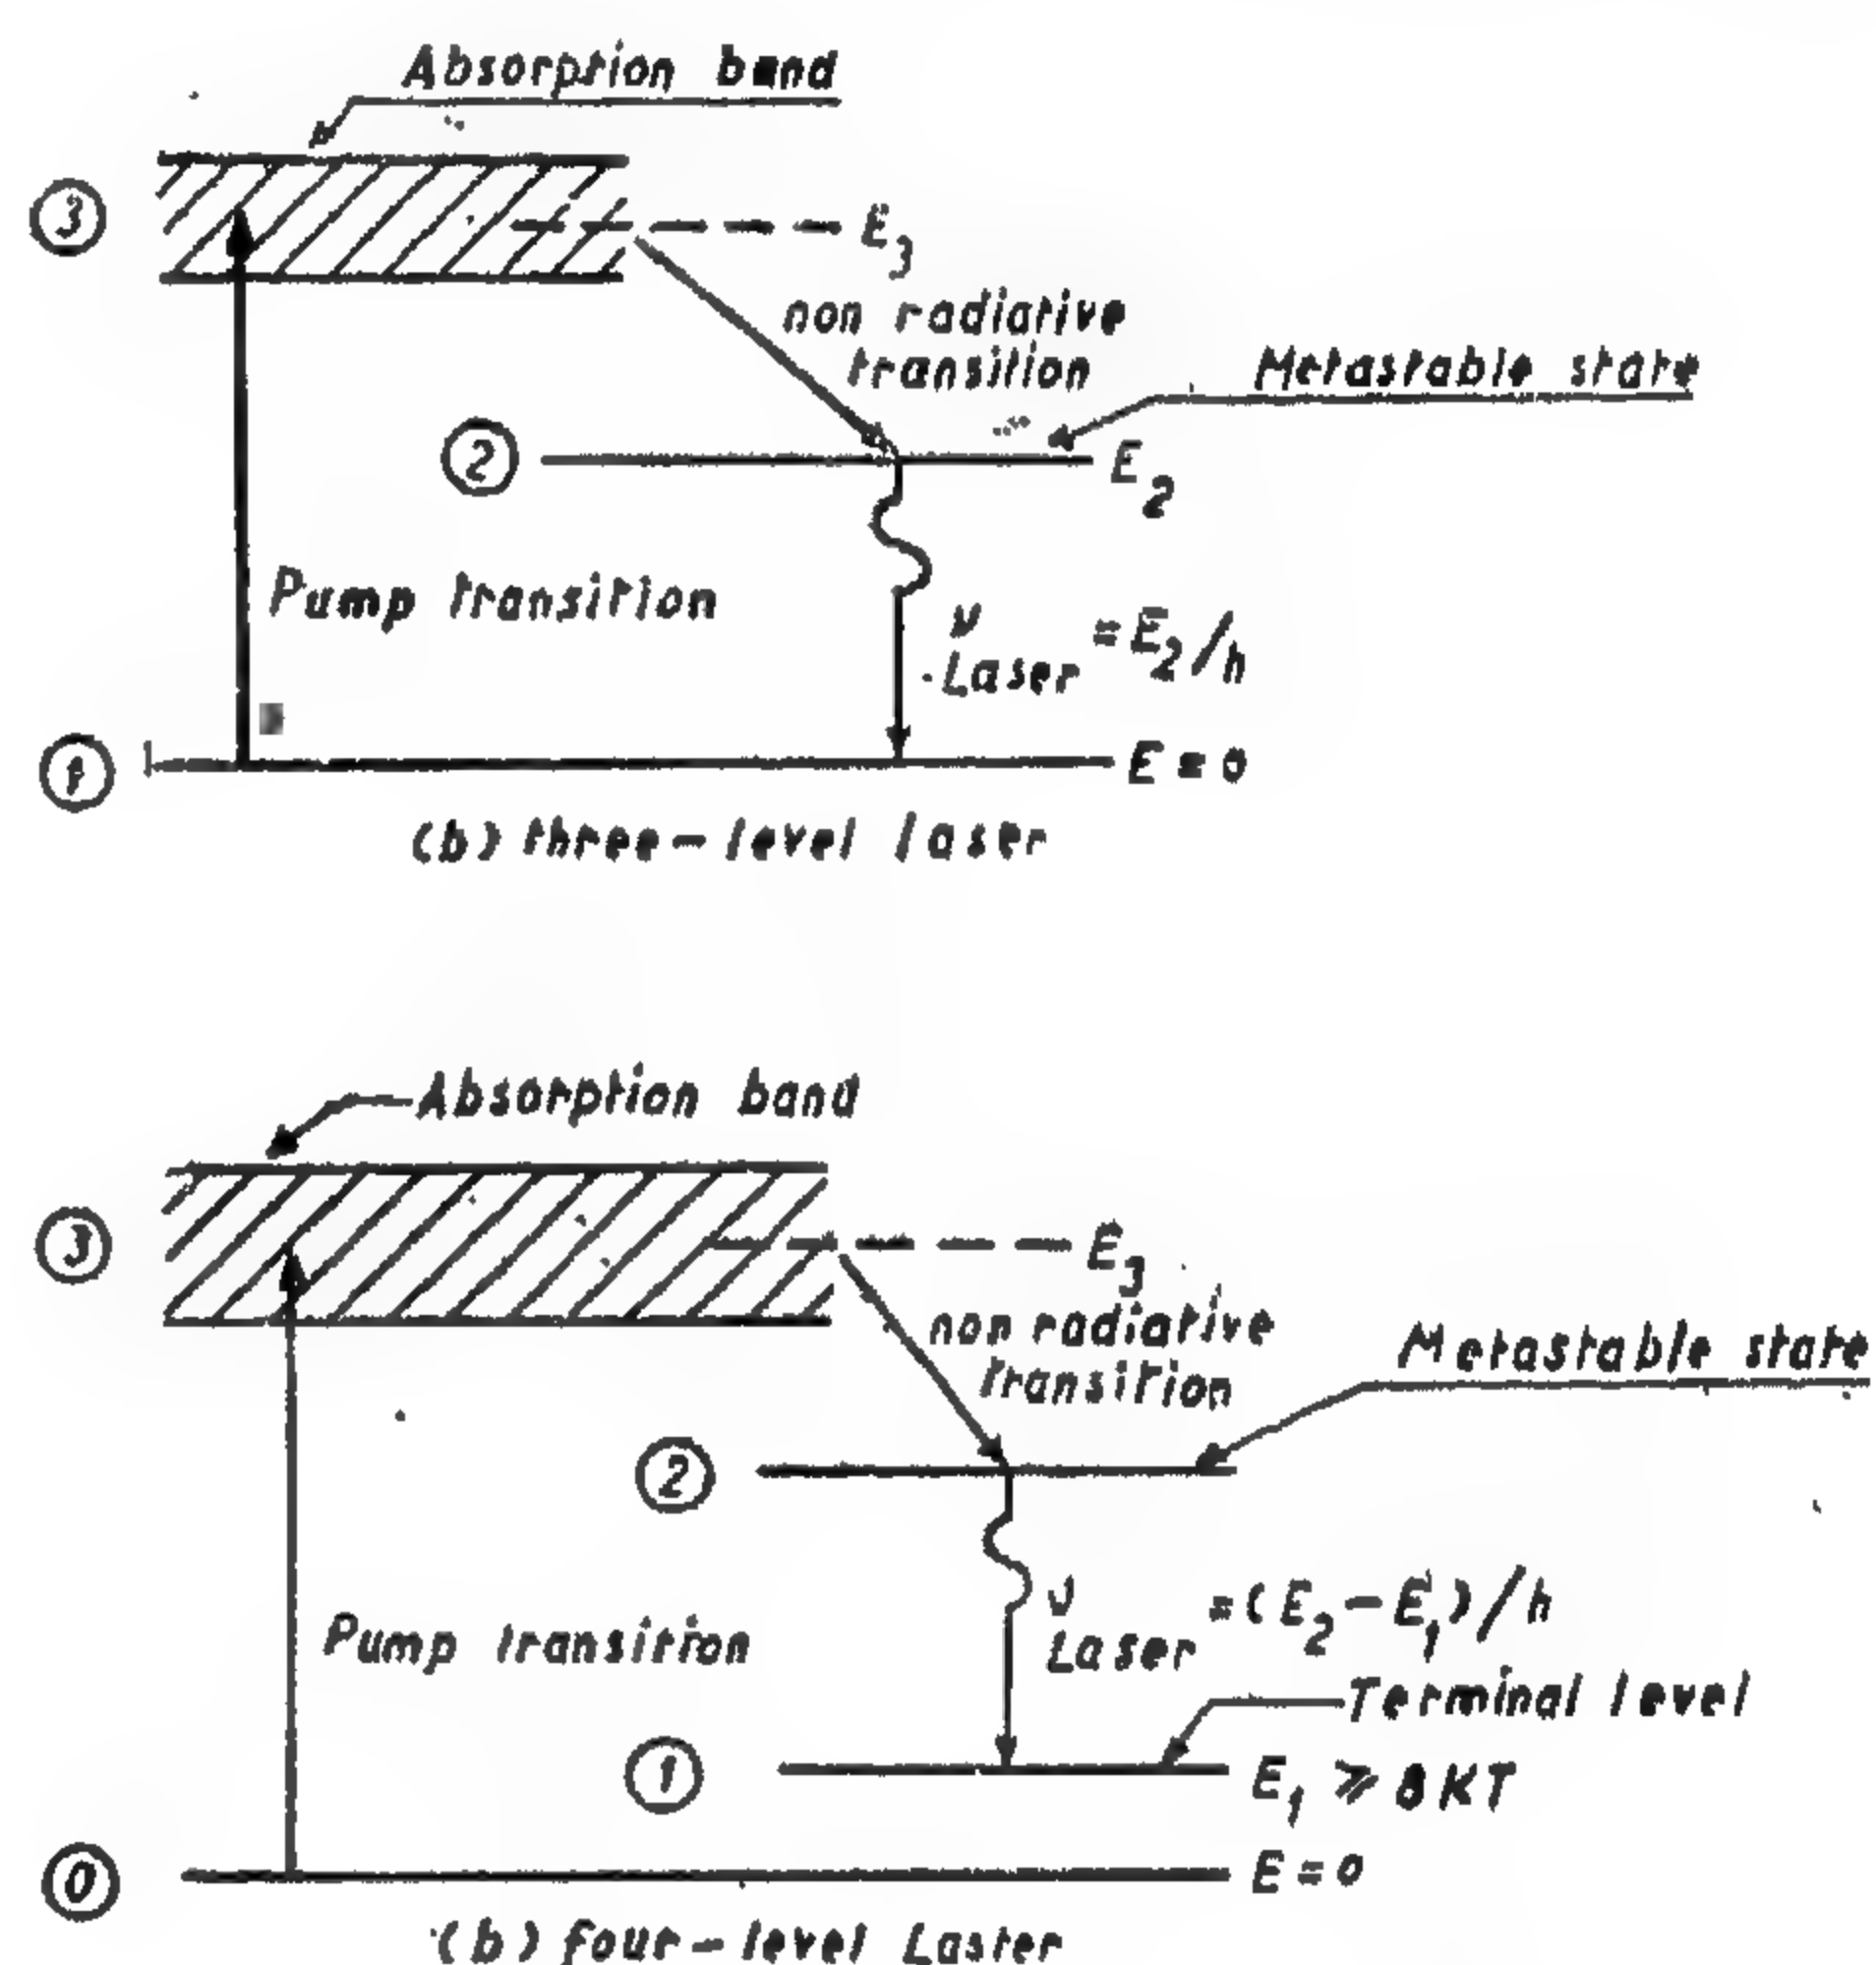 Absorption band
3
E3
non radiative
transition
Metastable state
2
E2
Pump transition
ν
Laser =E2/h
1
E=0
(b) three-level laser
Absorption band
3
E3
non radiative
transition
Metastable state
2
ν
Laser =(E2-E1)/h
Pump transition
Terminal level
1
E1 ⩾ 8KT
0
E=0
(b) four-level Laster